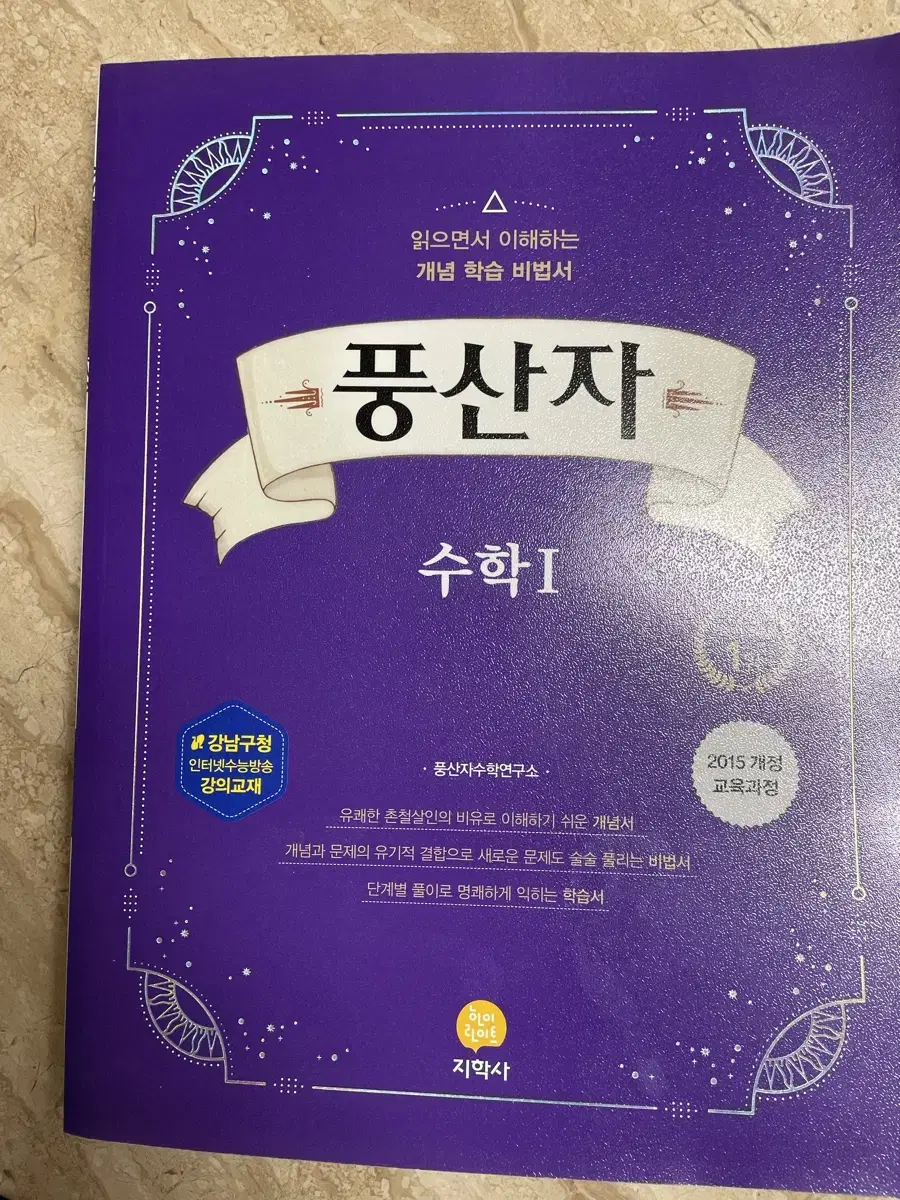 읽으면서 이해하는
개념 학습 비법서
풍산자
수학 I
1
강남구청
인터넷수능방송
강의교재
· 풍산자수학연구소 ·
2015 개정
교육과정
유쾌한 촌철살인의 비유로 이해하기 쉬운 개념서
개념과 문제의 유기적 결합으로 새로운 문제도 술술 풀리는 비법서
단계별 풀이로 명쾌하게 익히는 학습서
지학사